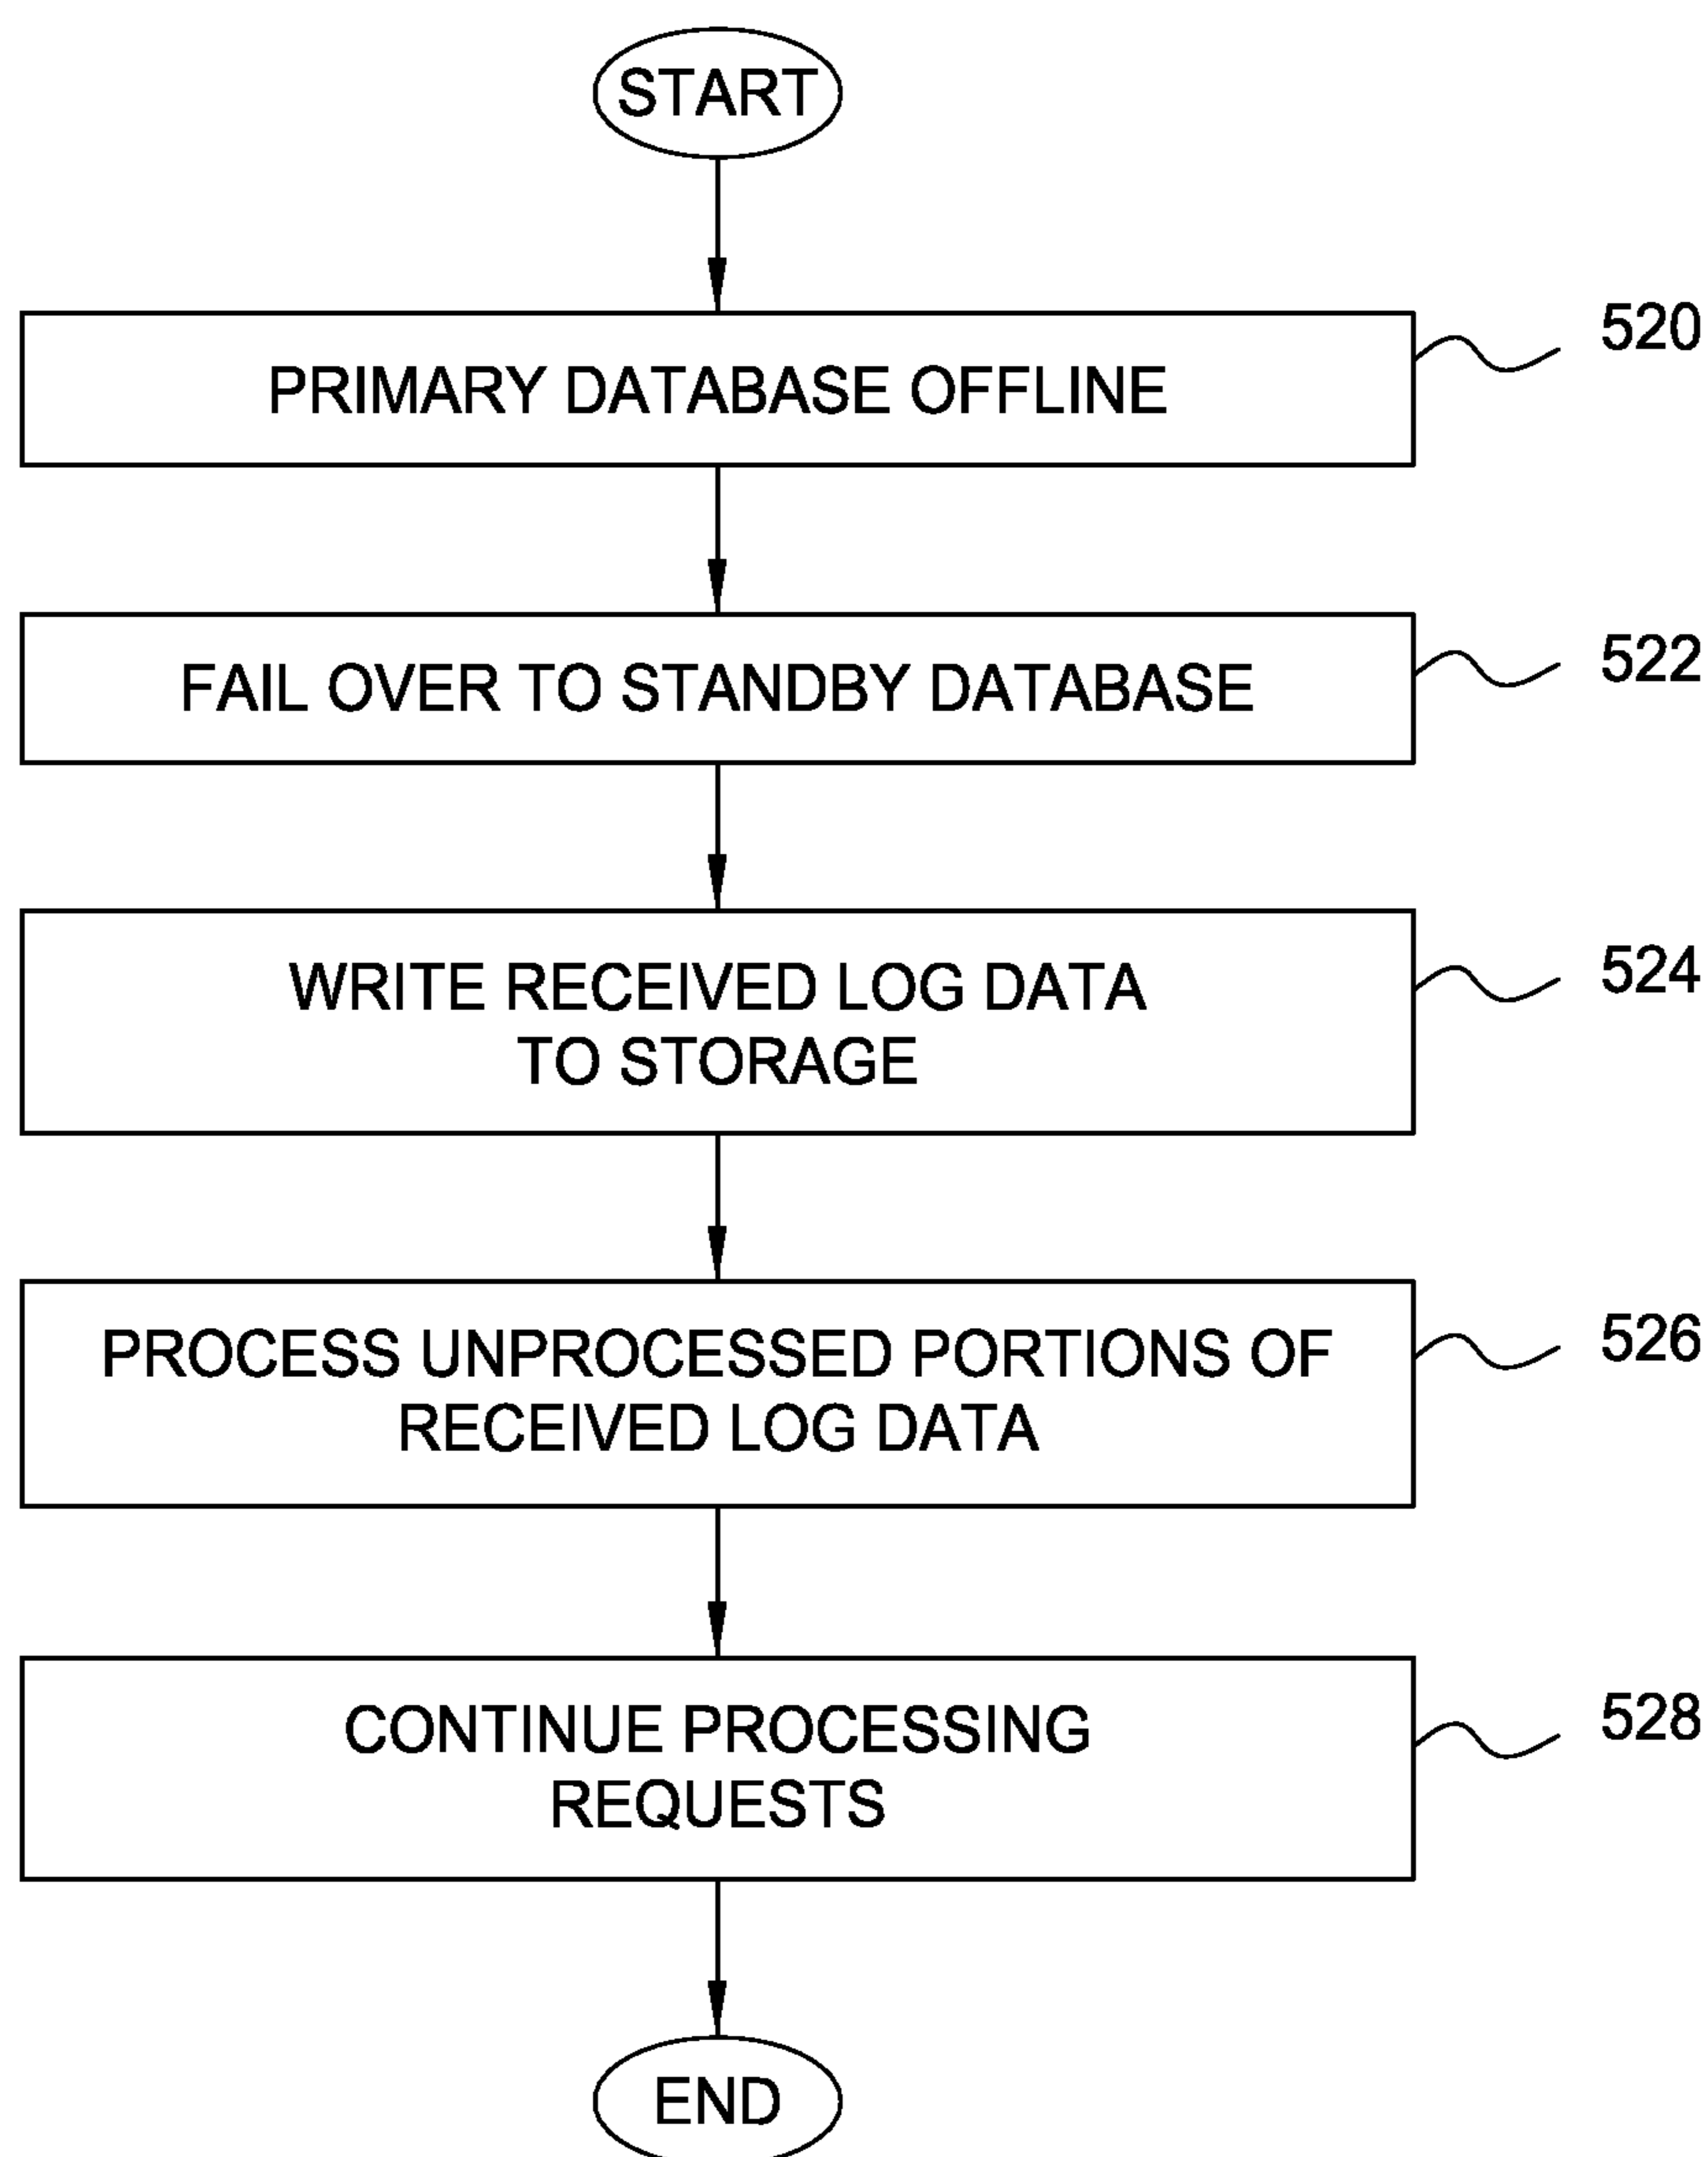 START
PRIMARY DATABASE OFFLINE
520
FAIL OVER TO STANDBY DATABASE
522
WRITE RECEIVED LOG DATA
TO STORAGE
524
PROCESS UNPROCESSED PORTIONS OF
RECEIVED LOG DATA
526
CONTINUE PROCESSING
REQUESTS
528
END